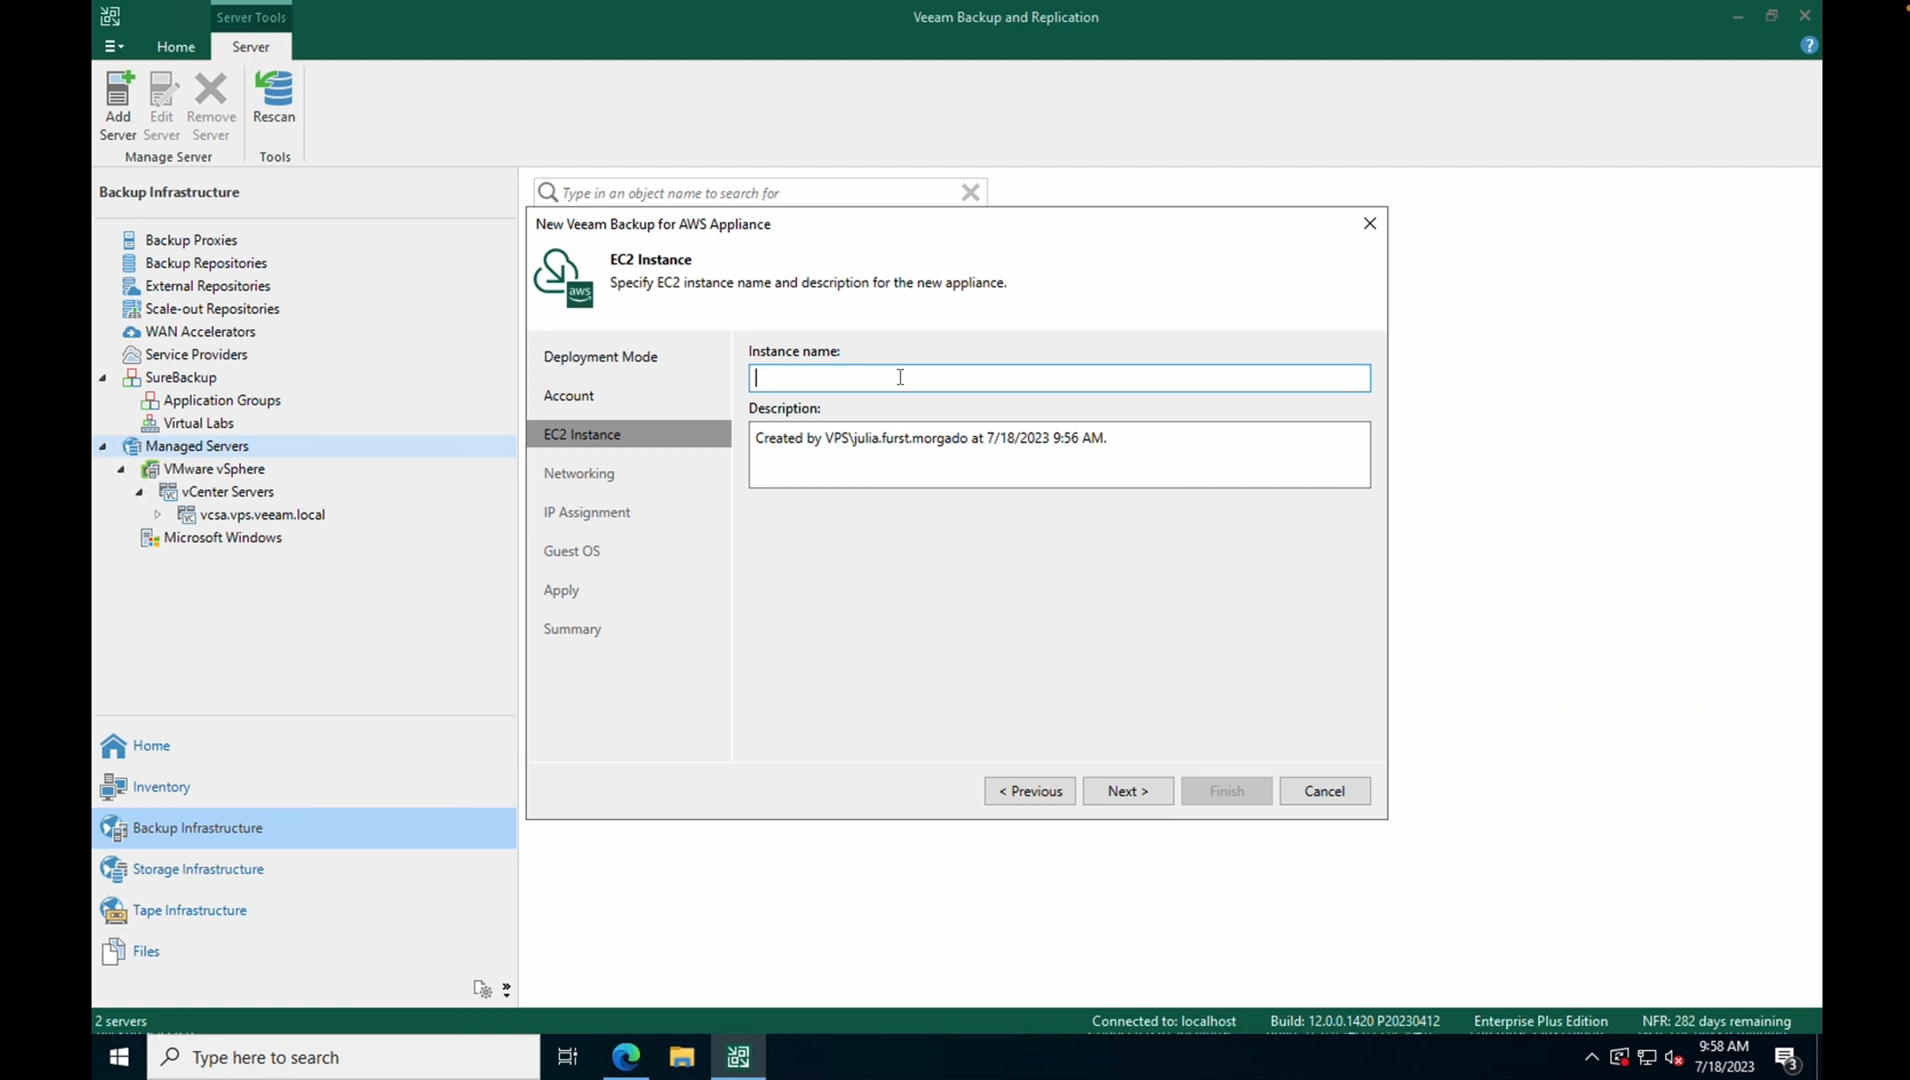 Server Tools
Veeam Backup and Replication
Home
Server
Add Server
Edit Server
Remove Server
Rescan
Manage Server
Tools
Backup Infrastructure
Type in an object name to search for
Backup Proxies
Backup Repositories
External Repositories
Scale-out Repositories
WAN Accelerators
Service Providers
SureBackup
Application Groups
Virtual Labs
Managed Servers
VMware vSphere
vCenter Servers
vcsa.vps.veeam.local
Microsoft Windows
Home
Inventory
Backup Infrastructure
Storage Infrastructure
Tape Infrastructure
Files
New Veeam Backup for AWS Appliance
aws
EC2 Instance
Specify EC2 instance name and description for the new appliance.
Deployment Mode
Account
EC2 Instance
Networking
IP Assignment
Guest OS
Apply
Summary
Instance name:
Description:
Created by VPS\julia.furst.morgado at 7/18/2023 9:56 AM.
< Previous
Next >
Finish
Cancel
2 servers
Connected to: localhost
Build: 12.0.0.1420 P20230412
Enterprise Plus Edition
NFR: 282 days remaining
Type here to search
9:58 AM
7/18/2023
3